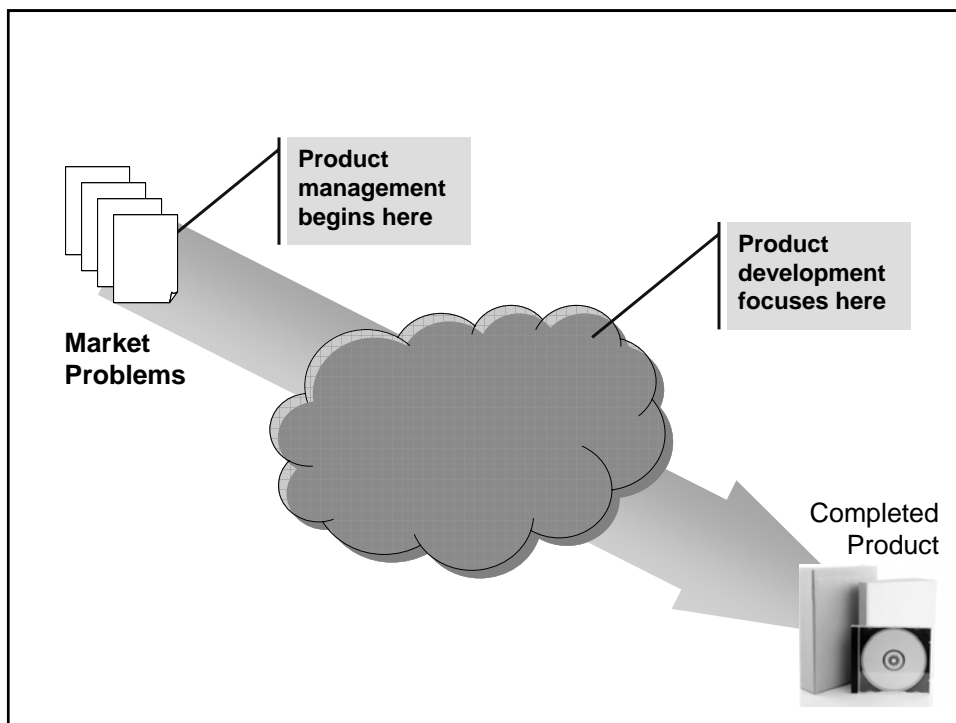 Product
management
begins here
Product
development
focuses here
Market
Problems
Completed
Product